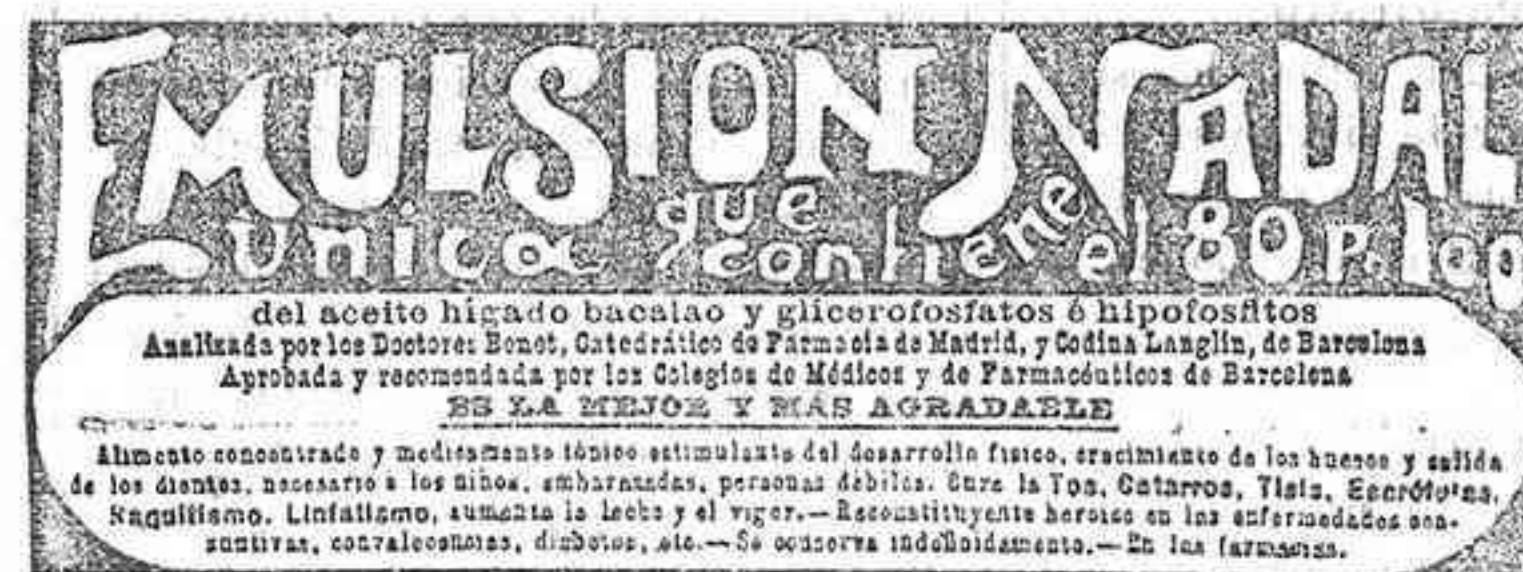 EMÚLSION NADAL
Única que contiene el 80 p. 100
del aceite hígado bacalao y glicerofosfatos é hipofosfitos
Analizada por los Doctores Bonet, Catedrático de Farmacia de Madrid, y Codina Langlin, de Barcelona
Aprobada y recomendada por los Colegios de Médicos y de Farmacéuticos de Barcelona
ES LA MEJOR Y MÁS AGRADABLE
Alimento concentrado y medicamento tónico estimulante del desarrollo físico, crecimiento de los huesos y salida
de los dientes, necesario a los niños, embarazadas, personas débiles. Cura la Tos, Catarros, Tisis, Escrófulas,
Raquitismo, Linfatismo, aumenta la leche y el vigor.—Reconstituyente heroico en las enfermedades con-
suntivas, convalecencias, diabetes, etc.—Se conserva indefinidamente.—En las farmacias.